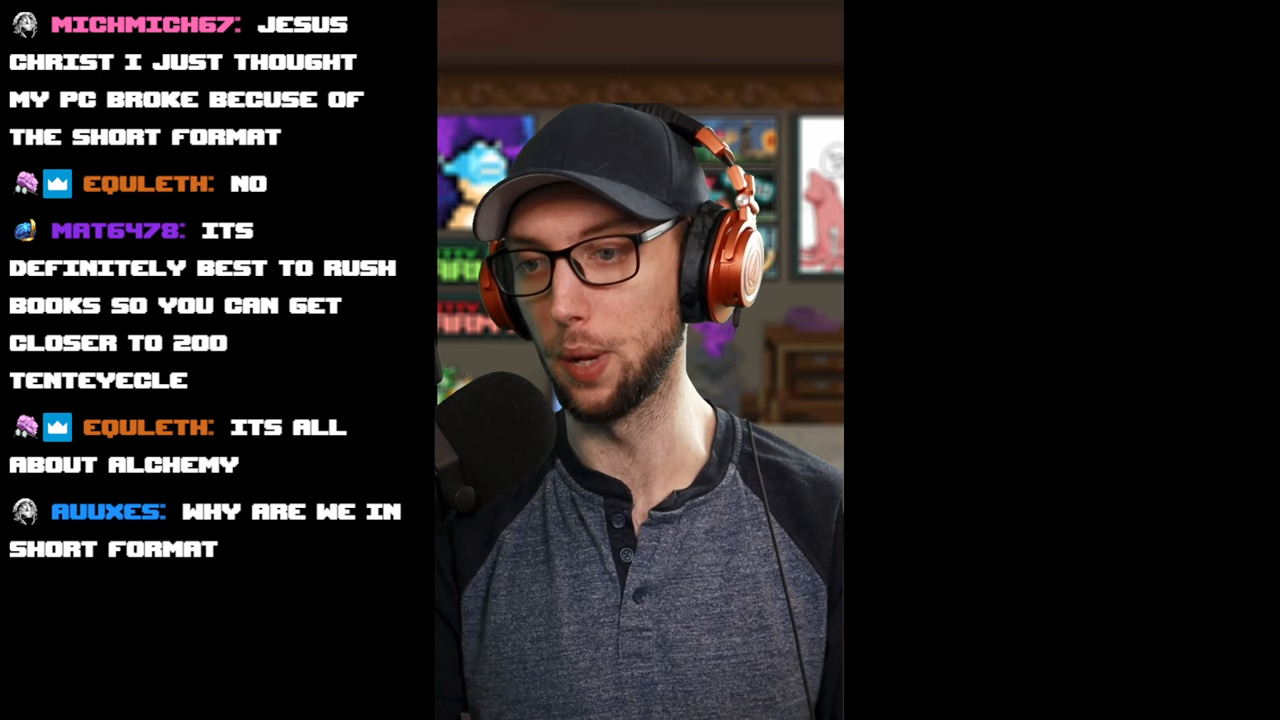 MICHMICH67: JESUS
CHRIST I JUST THOUGHT
MY PC BROKE BECUSE OF
THE SHORT FORMAT
EQULETH: NO
MAT6478: ITS
DEFINITELY BEST TO RUSH
BOOKS SO YOU CAN GET
CLOSER TO 200
TENTEYECLE
EQULETH: ITS ALL
ABOUT ALCHEMY
AUUXES: WHY ARE WE IN
SHORT FORMAT